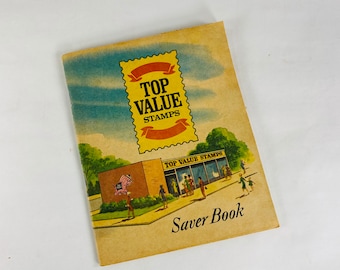 TOP
VALUE
STAMPS
TOP VALUE STAMPS
Saver Book